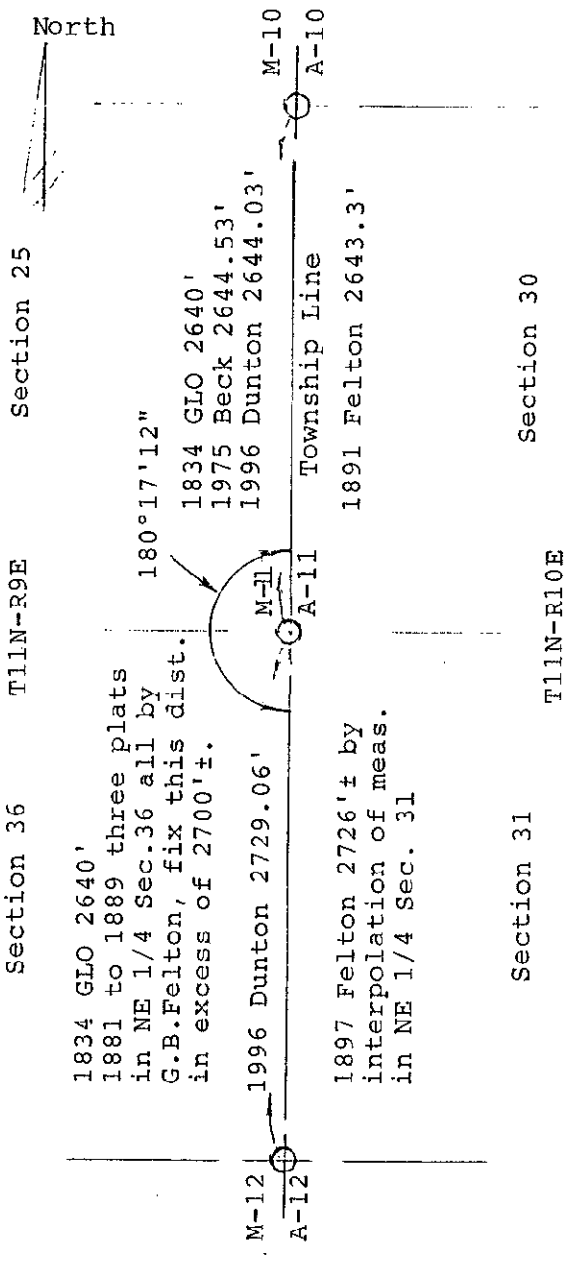 North
Section 36
T11N-R9E
Section 25
1834 GLO 2640'
1881 to 1889 three plats
in NE 1/4 Sec.36 all by
G.B.Felton, fix this dist.
in excess of 2700'±.
1996 Dunton 2729.06'
180°17'12"
1834 GLO 2640'
1975 Beck 2644.53'
1996 Dunton 2644.03'
M-12
A-12
M-11
A-11
M-10
A-10
Township Line
1897 Felton 2726'± by
interpolation of meas.
in NE 1/4 Sec. 31
1891 Felton 2643.3'
Section 31
T11N-R10E
Section 30